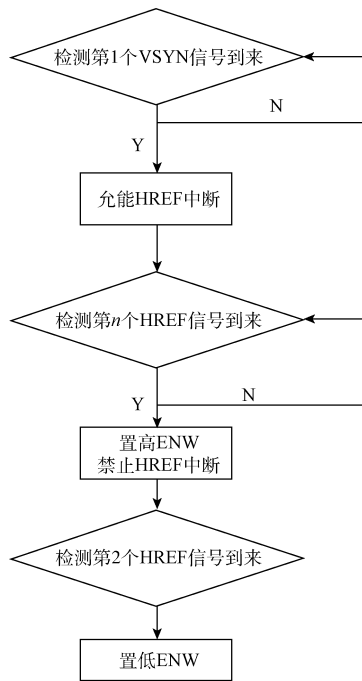 检测第1个VSYN信号到来
N
Y
允能HREF中断
检测第n个HREF信号到来
N
Y
置高ENW
禁止HREF中断
检测第2个HREF信号到来
置低ENW